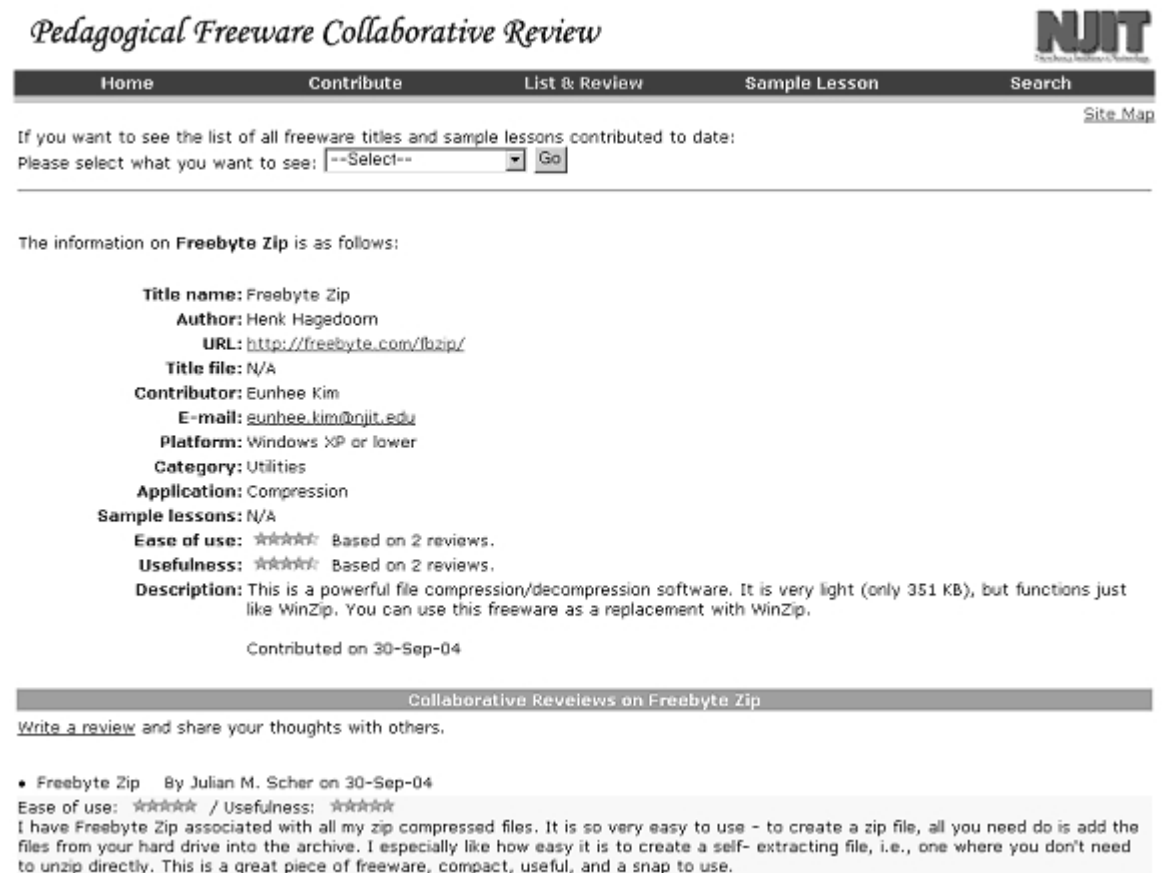 Pedagogical Freeware Collaborative Review
NJIT
Home Contribute List & Review Sample Lesson Search
Site Map
If you want to see the list of all freeware titles and sample lessons contributed to date:
Please select what you want to see: --Select-- Go
The information on Freebyte Zip is as follows:
Title name: Freebyte Zip
Author: Henk Hagedoorn
URL: http://freebyte.com/fbzip/
Title file: N/A
Contributor: Eunhee Kim
E-mail: eunhee.kim@njit.edu
Platform: Windows XP or lower
Category: Utilities
Application: Compression
Sample lessons: N/A
Ease of use: Based on 2 reviews.
Usefulness: Based on 2 reviews.
Description: This is a powerful file compression/decompression software. It is very light (only 351 KB), but functions just
like WinZip. You can use this freeware as a replacement with WinZip.
Contributed on 30-Sep-04
Collaborative Reveiews on Freebyte Zip
Write a review and share your thoughts with others.
• Freebyte Zip By Julian M. Scher on 30-Sep-04
Ease of use: / Usefulness:
I have Freebyte Zip associated with all my zip compressed files. It is so very easy to use - to create a zip file, all you need do is add the
files from your hard drive into the archive. I especially like how easy it is to create a self- extracting file, i.e., one where you don't need
to unzip directly. This is a great piece of freeware, compact, useful, and a snap to use.